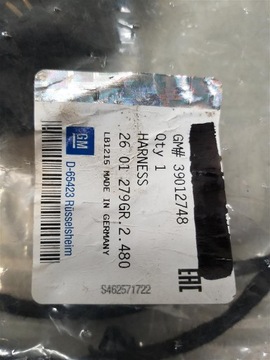 GM# 39012748
Qty 1
HARNESS
26 01 279GR.2.480
LB1215 MADE IN GERMANY
GM
D-65423 Rüsselsheim
EAC
S462571722